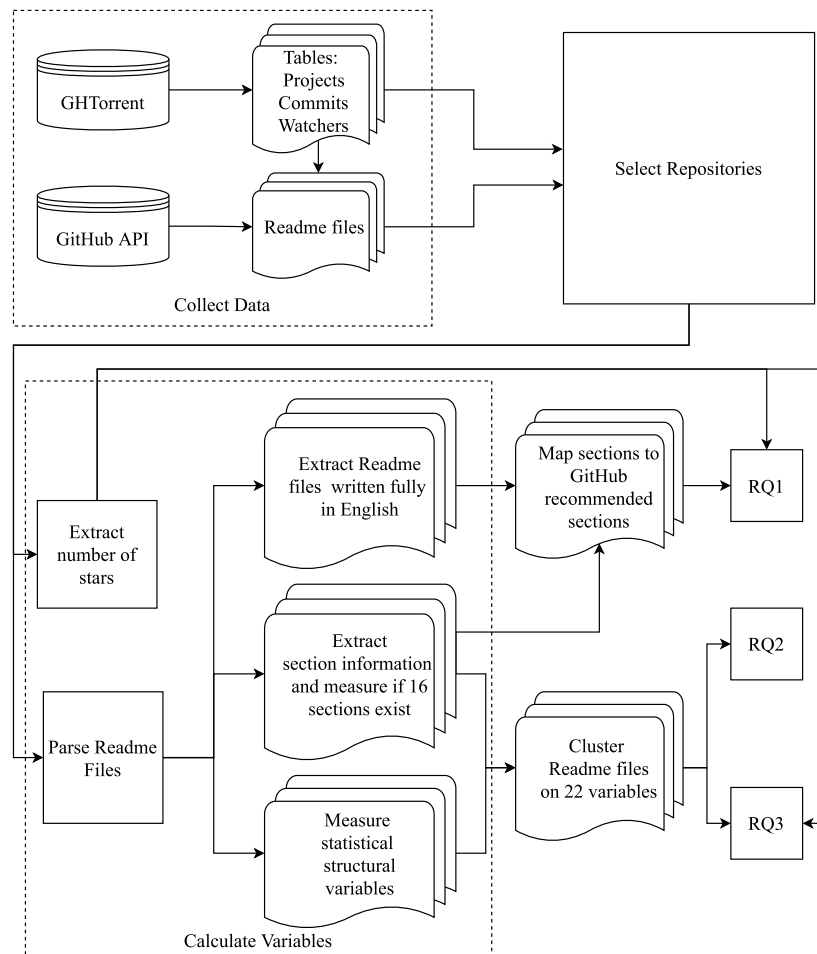 GHTorrent
Tables:
Projects
Commits
Watchers
GitHub API
Readme files
Collect Data
Select Repositories
Extract
number of
stars
Parse Readme
Files
Extract Readme
files written fully
in English
Extract
section information
and measure if 16
sections exist
Measure
statistical
structural
variables
Calculate Variables
Map sections to
GitHub
recommended
sections
Cluster
Readme files
on 22 variables
RQ1
RQ2
RQ3